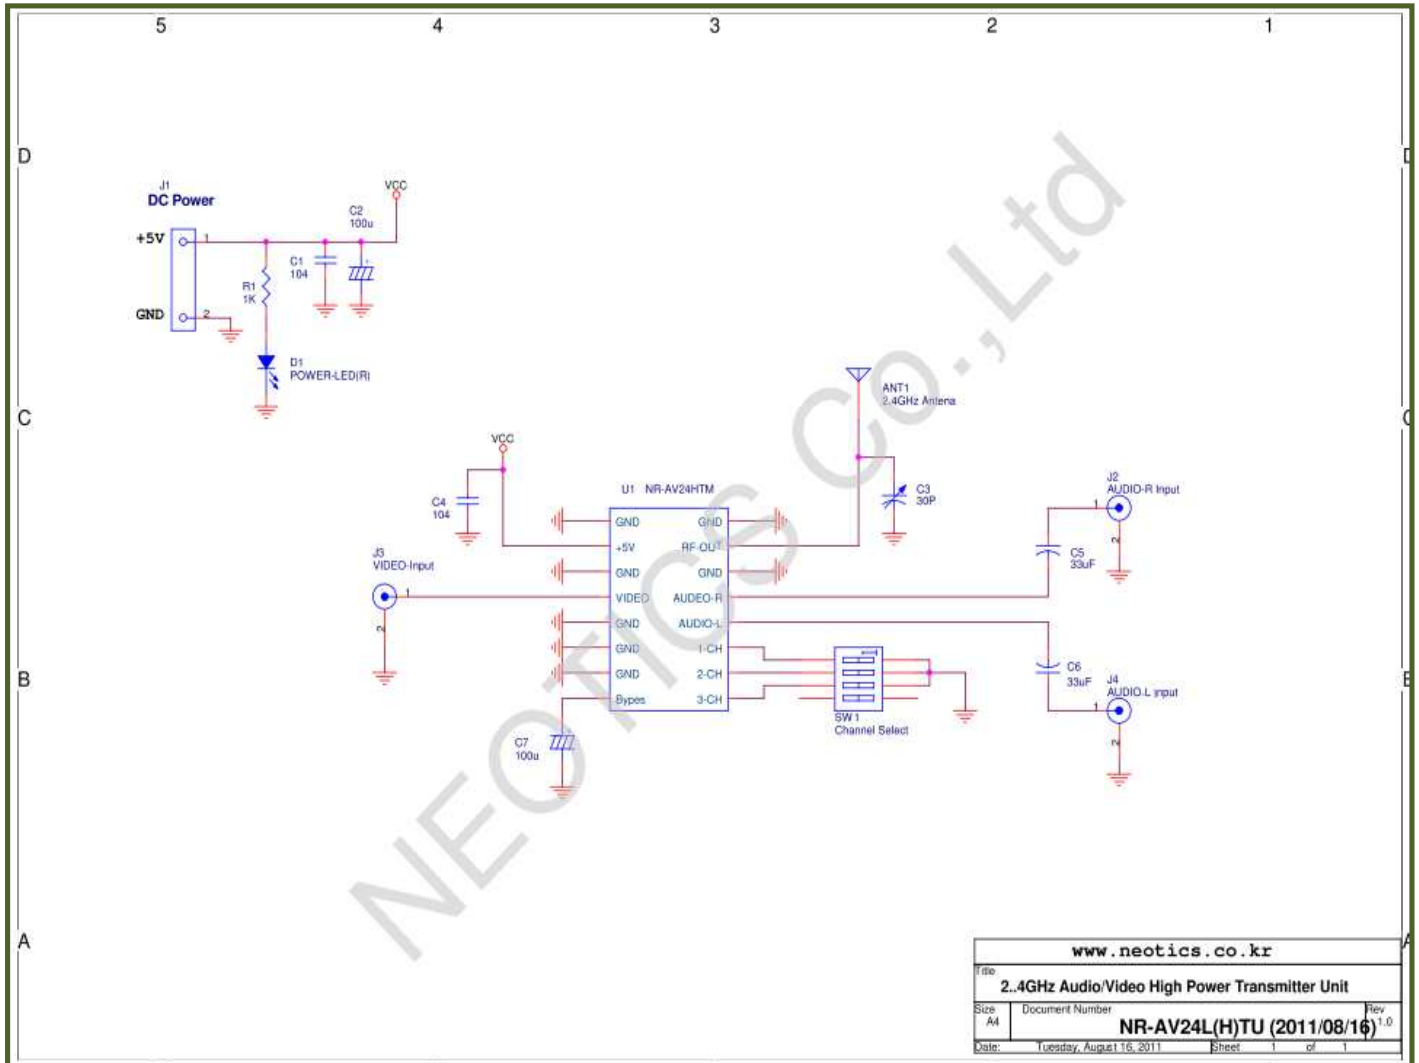 5 4 3 2 1
D D
J1
DC Power
VCC
C2
100u
+5V 1
C1
104
R1
1K
GND 2
D1
POWER-LED(R)
ANT1
2.4GHz Antena
C C
VCC
U1 NR-AV24HTM
C4
104
C3
30P
J2
AUDIO-R Input
1
2
GND GND
+5V RF-OUT
GND GND
VIDEO AUDEO-R
GND AUDIO-L
GND 1-CH
GND 2-CH
Bypes 3-CH
J3
VIDEO-Input
1
2
C5
33uF
C6
33uF
J4
AUDIO-L Input
1
2
B B
SW1
Channel Select
C7
100u
NEOTICS Co.,Ltd
A A
www.neotics.co.kr
Title
2..4GHz Audio/Video High Power Transmitter Unit
Size Document Number Rev
A4 NR-AV24L(H)TU (2011/08/16) 1.0
Date: Tuesday, August 16, 2011 Sheet 1 of 1
5 4 3 2 1